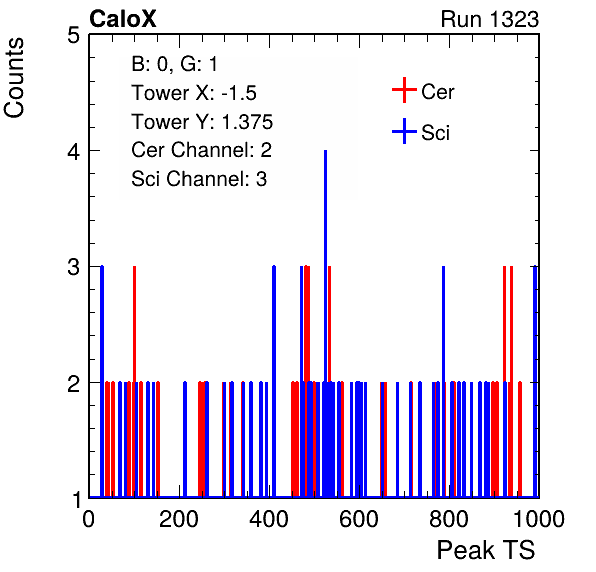 CaloX Run 1323
Counts
5
4
3
2
1
B: 0, G: 1
Tower X: -1.5
Tower Y: 1.375
Cer Channel: 2
Sci Channel: 3
Cer
Sci
0 200 400 600 800 1000
Peak TS